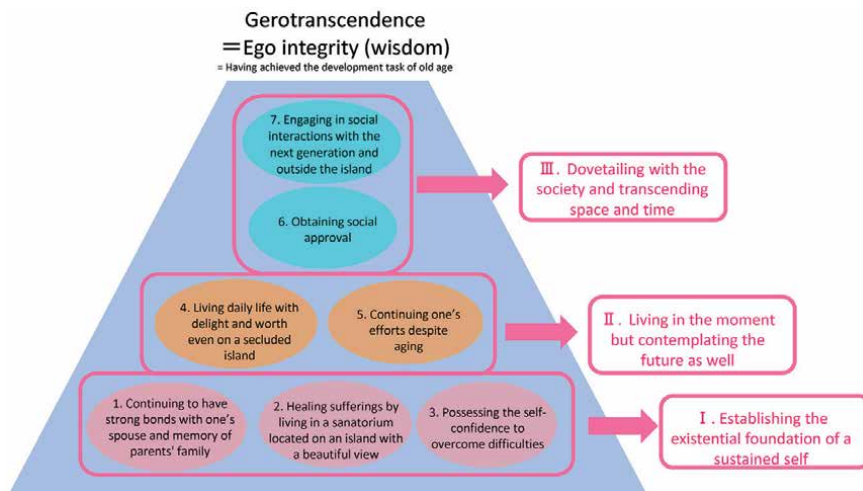 Gerotranscendence
＝Ego integrity (wisdom)
= Having achieved the development task of old age
7. Engaging in social
interactions with the
next generation and
outside the island
6. Obtaining social
approval
Ⅲ. Dovetailing with the
society and transcending
space and time
4. Living daily life with
delight and worth
even on a secluded
island
5. Continuing one's
efforts despite
aging
Ⅱ. Living in the moment
but contemplating the
future as well
1. Continuing to have
strong bonds with one's
spouse and memory of
parents' family
2. Healing sufferings by
living in a sanatorium
located on an island with
a beautiful view
3. Possessing the self-
confidence to
overcome difficulties
Ⅰ. Establishing the
existential foundation of a
sustained self